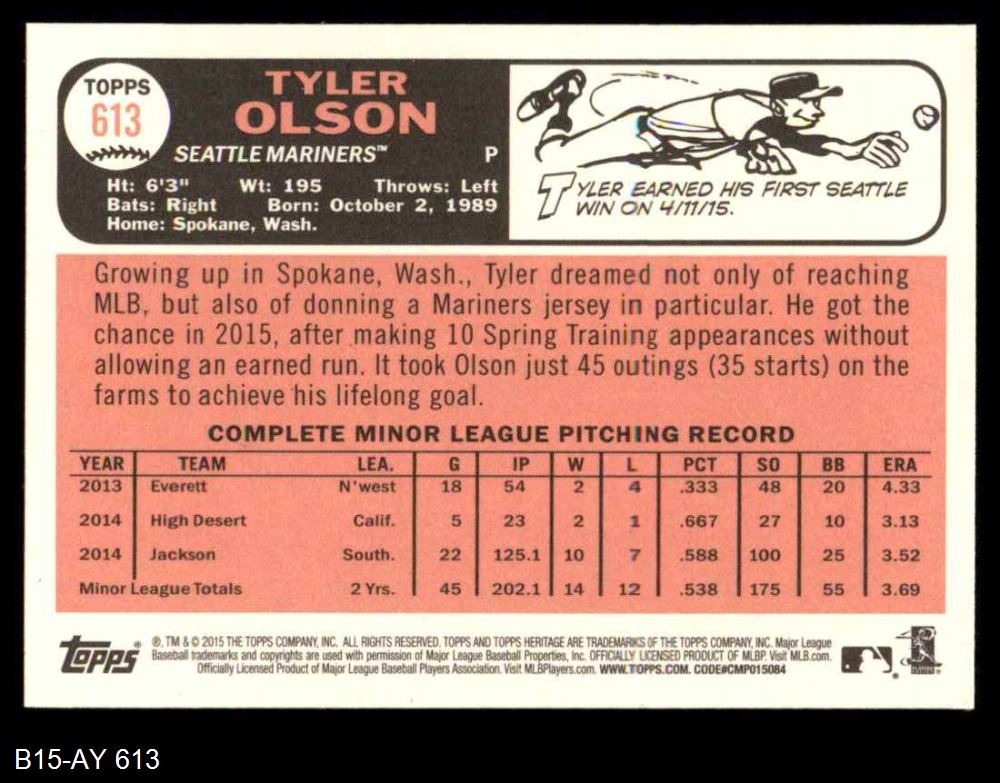 TOPPS
613
TYLER
OLSON
SEATTLE MARINERS™ P
Ht: 6'3" Wt: 195 Throws: Left
Bats: Right Born: October 2, 1989
Home: Spokane, Wash.
TYLER EARNED HIS FIRST SEATTLE
WIN ON 4/11/15.
Growing up in Spokane, Wash., Tyler dreamed not only of reaching
MLB, but also of donning a Mariners jersey in particular. He got the
chance in 2015, after making 10 Spring Training appearances without
allowing an earned run. It took Olson just 45 outings (35 starts) on the
farms to achieve his lifelong goal.
COMPLETE MINOR LEAGUE PITCHING RECORD
YEAR TEAM LEA. G IP W L PCT SO BB ERA
2013 Everett N'west 18 54 2 4 .333 48 20 4.33
2014 High Desert Calif. 5 23 2 1 .667 27 10 3.13
2014 Jackson South. 22 125.1 10 7 .588 100 25 3.52
Minor League Totals 2 Yrs. 45 202.1 14 12 .538 175 55 3.69
Topps®
®, TM & © 2015 THE TOPPS COMPANY, INC. ALL RIGHTS RESERVED. TOPPS AND TOPPS HERITAGE ARE TRADEMARKS OF THE TOPPS COMPANY, INC. Major League
Baseball trademarks and copyrights are used with permission of Major League Baseball Properties, Inc. OFFICIALLY LICENSED PRODUCT OF MLBP. Visit MLB.com.
Officially Licensed Product of Major League Baseball Players Association. Visit MLBPlayers.com. WWW.TOPPS.COM. CODE#CMP015084
B15-AY 613